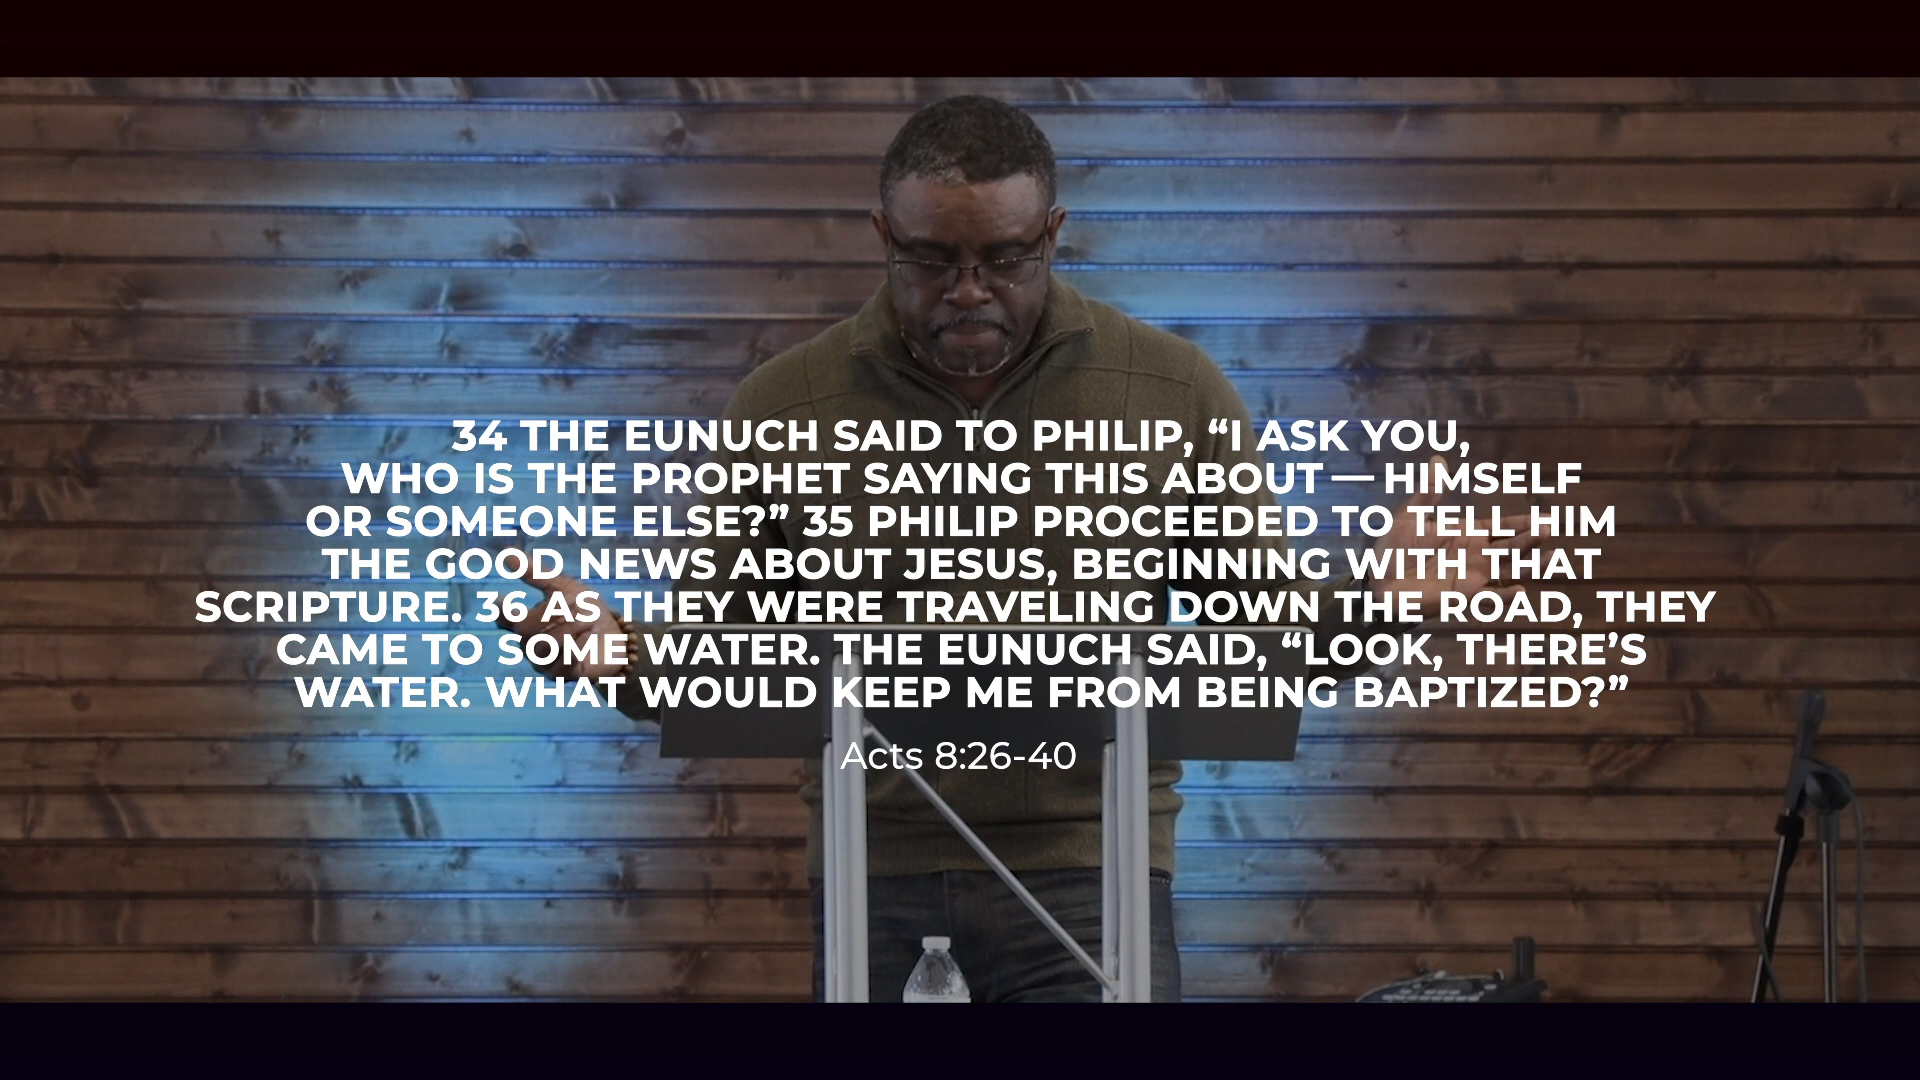 34 THE EUNUCH SAID TO PHILIP, “I ASK YOU,
WHO IS THE PROPHET SAYING THIS ABOUT — HIMSELF
OR SOMEONE ELSE?” 35 PHILIP PROCEEDED TO TELL HIM
THE GOOD NEWS ABOUT JESUS, BEGINNING WITH THAT
SCRIPTURE. 36 AS THEY WERE TRAVELING DOWN THE ROAD, THEY
CAME TO SOME WATER. THE EUNUCH SAID, “LOOK, THERE’S
WATER. WHAT WOULD KEEP ME FROM BEING BAPTIZED?”
Acts 8:26-40